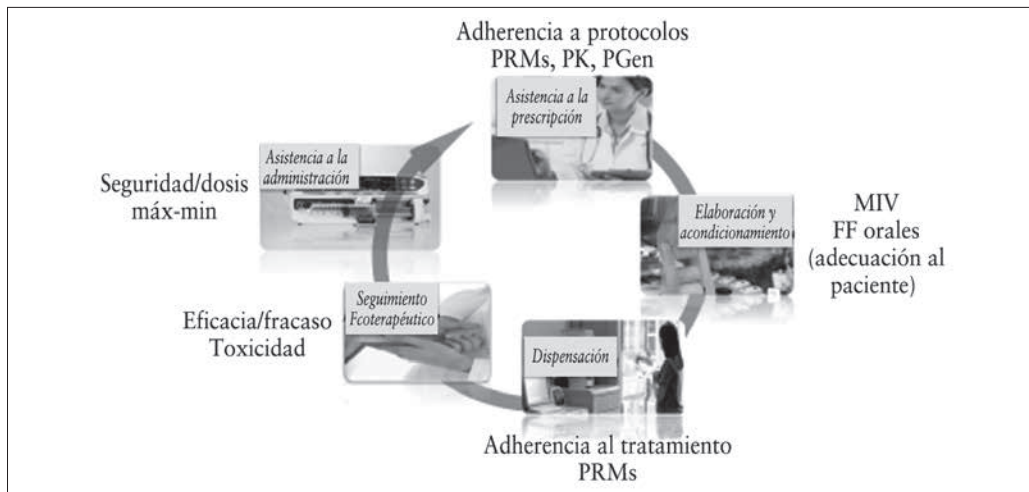 Adherencia a protocolos
PRMs, PK, PGen
Asistencia a la
prescripción
Elaboración y
acondicionamiento
MIV
FF orales
(adecuación al
paciente)
Dispensación
Adherencia al tratamiento
PRMs
Seguimiento
Fcoterapéutico
Eficacia/fracaso
Toxicidad
Asistencia a la
administración
Seguridad/dosis
máx-min